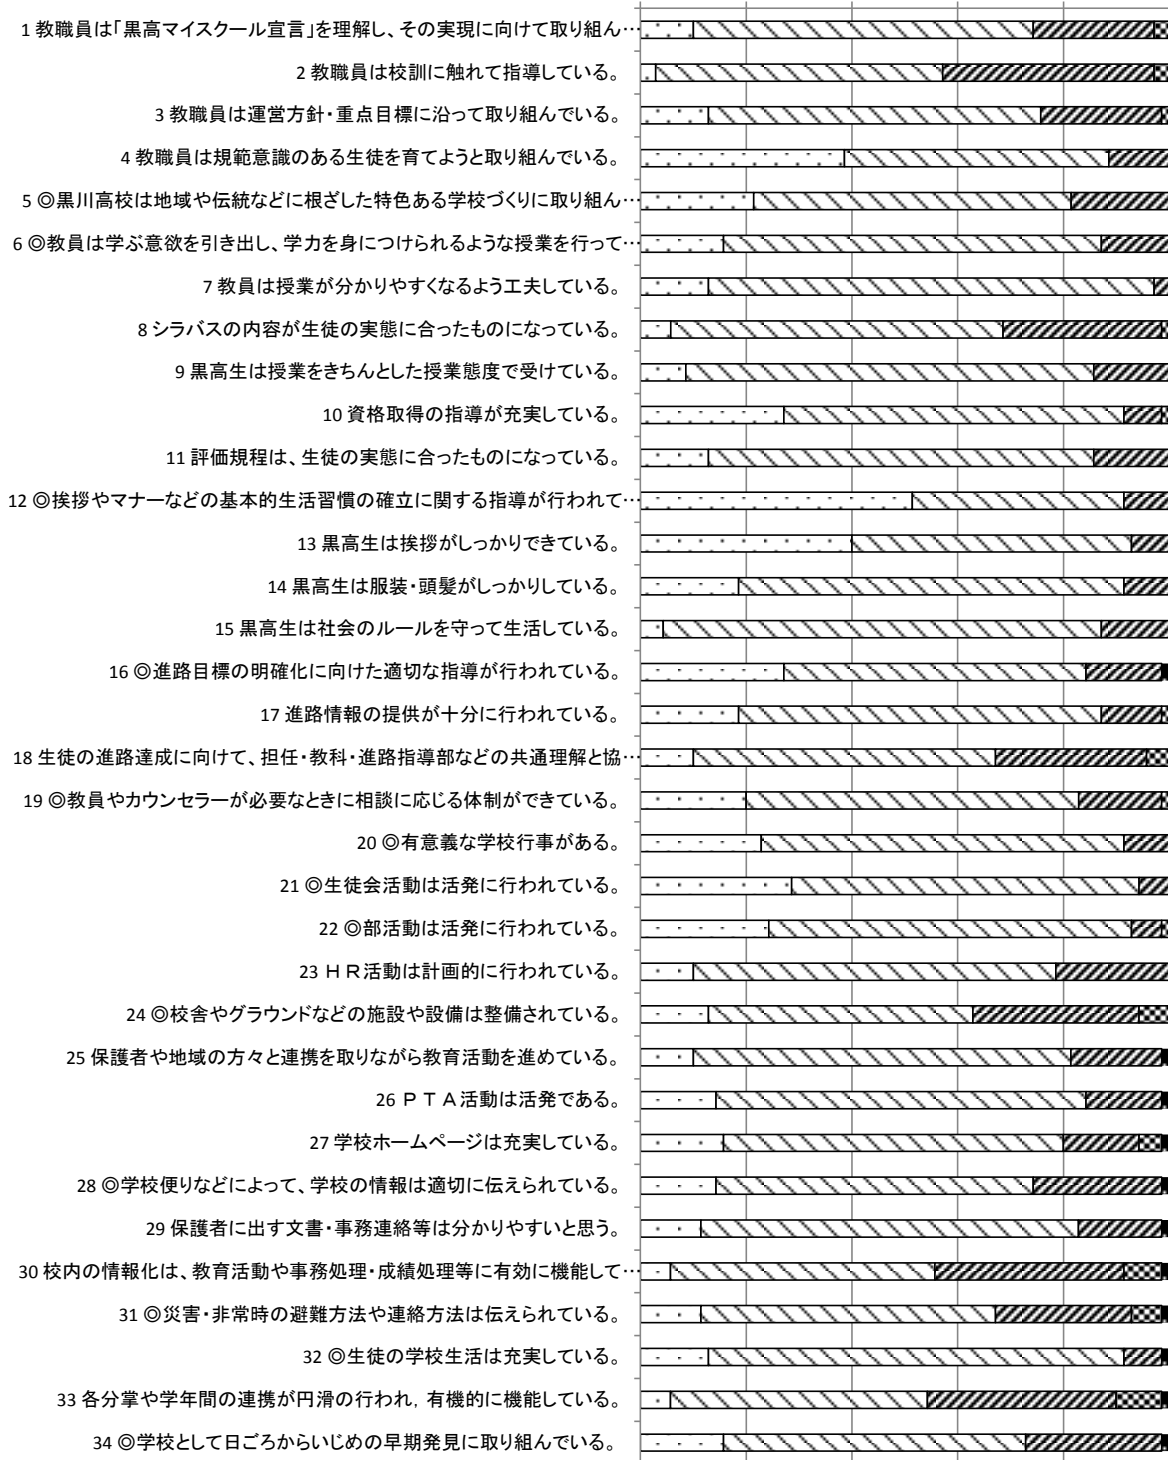 1 教職員は「黒高マイスクール宣言」を理解し、その実現に向けて取り組ん…
2 教職員は校訓に触れて指導している。
3 教職員は運営方針・重点目標に沿って取り組んでいる。
4 教職員は規範意識のある生徒を育てようと取り組んでいる。
5 ◎黒川高校は地域や伝統などに根ざした特色ある学校づくりに取り組ん…
6 ◎教員は学ぶ意欲を引き出し、学力を身につけられるような授業を行って…
7 教員は授業が分かりやすくなるよう工夫している。
8 シラバスの内容が生徒の実態に合ったものになっている。
9 黒高生は授業をきちんとした授業態度で受けている。
10 資格取得の指導が充実している。
11 評価規程は、生徒の実態に合ったものになっている。
12 ◎挨拶やマナーなどの基本的生活習慣の確立に関する指導が行われて…
13 黒高生は挨拶がしっかりできている。
14 黒高生は服装・頭髪がしっかりしている。
15 黒高生は社会のルールを守って生活している。
16 ◎進路目標の明確化に向けた適切な指導が行われている。
17 進路情報の提供が十分に行われている。
18 生徒の進路達成に向けて、担任・教科・進路指導部などの共通理解と協…
19 ◎教員やカウンセラーが必要なときに相談に応じる体制ができている。
20 ◎有意義な学校行事がある。
21 ◎生徒会活動は活発に行われている。
22 ◎部活動は活発に行われている。
23 ＨＲ活動は計画的に行われている。
24 ◎校舎やグラウンドなどの施設や設備は整備されている。
25 保護者や地域の方々と連携を取りながら教育活動を進めている。
26 ＰＴＡ活動は活発である。
27 学校ホームページは充実している。
28 ◎学校便りなどによって、学校の情報は適切に伝えられている。
29 保護者に出す文書・事務連絡等は分かりやすいと思う。
30 校内の情報化は、教育活動や事務処理・成績処理等に有効に機能して…
31 ◎災害・非常時の避難方法や連絡方法は伝えられている。
32 ◎生徒の学校生活は充実している。
33 各分掌や学年間の連携が円滑の行われ，有機的に機能している。
34 ◎学校として日ごろからいじめの早期発見に取り組んでいる。